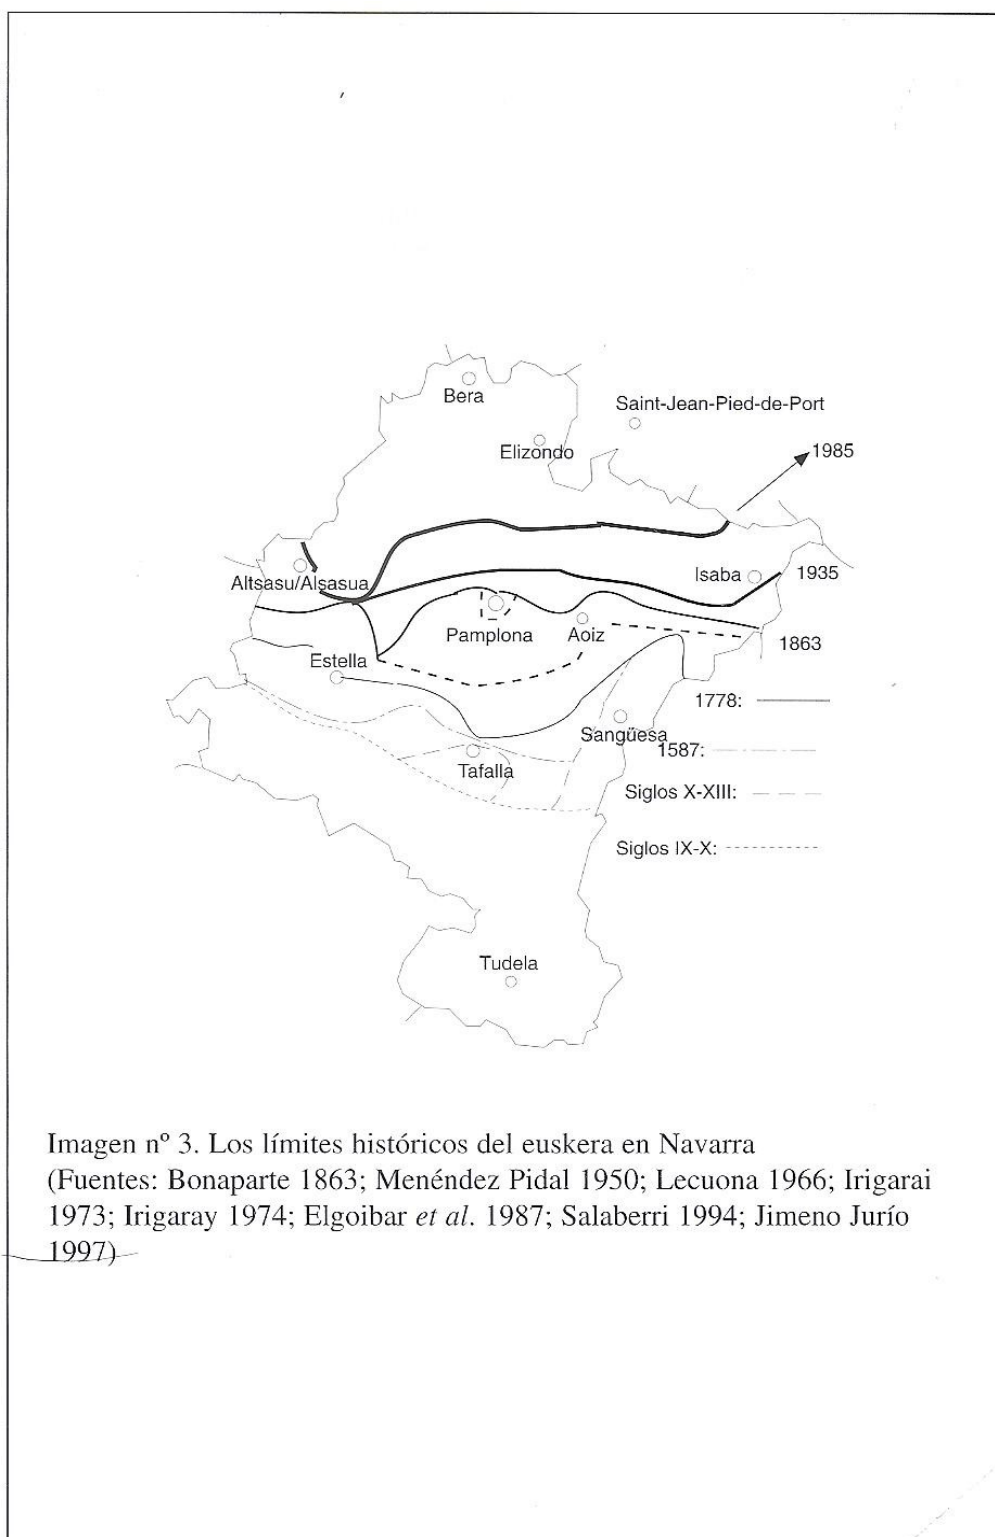 Bera
Saint-Jean-Pied-de-Port
Elizondo
1985
Altsasu/Alsasua
Isaba
1935
Pamplona
Aoiz
1863
Estella
1778:
Sangüesa
1587:
Tafalla
Siglos X-XIII:
Siglos IX-X:
Tudela
Imagen nº 3. Los límites históricos del euskera en Navarra
(Fuentes: Bonaparte 1863; Menéndez Pidal 1950; Lecuona 1966; Irigarai
1973; Irigaray 1974; Elgoibar et al. 1987; Salaberri 1994; Jimeno Jurío
1997)